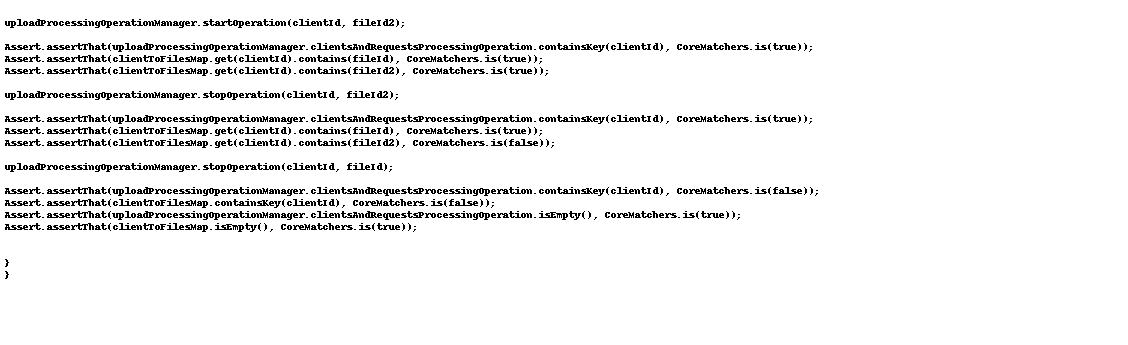 uploadProcessingOperationManager.startOperation(clientId, fileId2);
Assert.assertThat(uploadProcessingOperationManager.clientsAndRequestsProcessingOperation.containsKey(clientId), CoreMatchers.is(true));
Assert.assertThat(clientToFilesMap.get(clientId).contains(fileId), CoreMatchers.is(true));
Assert.assertThat(clientToFilesMap.get(clientId).contains(fileId2), CoreMatchers.is(true));
uploadProcessingOperationManager.stopOperation(clientId, fileId2);
Assert.assertThat(uploadProcessingOperationManager.clientsAndRequestsProcessingOperation.containsKey(clientId), CoreMatchers.is(true));
Assert.assertThat(clientToFilesMap.get(clientId).contains(fileId), CoreMatchers.is(true));
Assert.assertThat(clientToFilesMap.get(clientId).contains(fileId2), CoreMatchers.is(false));
uploadProcessingOperationManager.stopOperation(clientId, fileId);
Assert.assertThat(uploadProcessingOperationManager.clientsAndRequestsProcessingOperation.containsKey(clientId), CoreMatchers.is(false));
Assert.assertThat(clientToFilesMap.containsKey(clientId), CoreMatchers.is(false));
Assert.assertThat(uploadProcessingOperationManager.clientsAndRequestsProcessingOperation.isEmpty(), CoreMatchers.is(true));
Assert.assertThat(clientToFilesMap.isEmpty(), CoreMatchers.is(true));
}
}